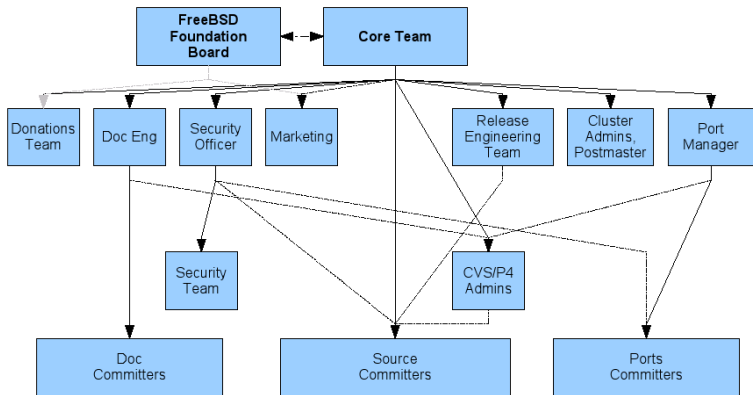 FreeBSD
Foundation
Board
Core Team
Donations
Team
Doc Eng
Security
Officer
Marketing
Release
Engineering
Team
Cluster
Admins,
Postmaster
Port
Manager
Security
Team
CVS/P4
Admins
Doc
Committers
Source
Committers
Ports
Committers